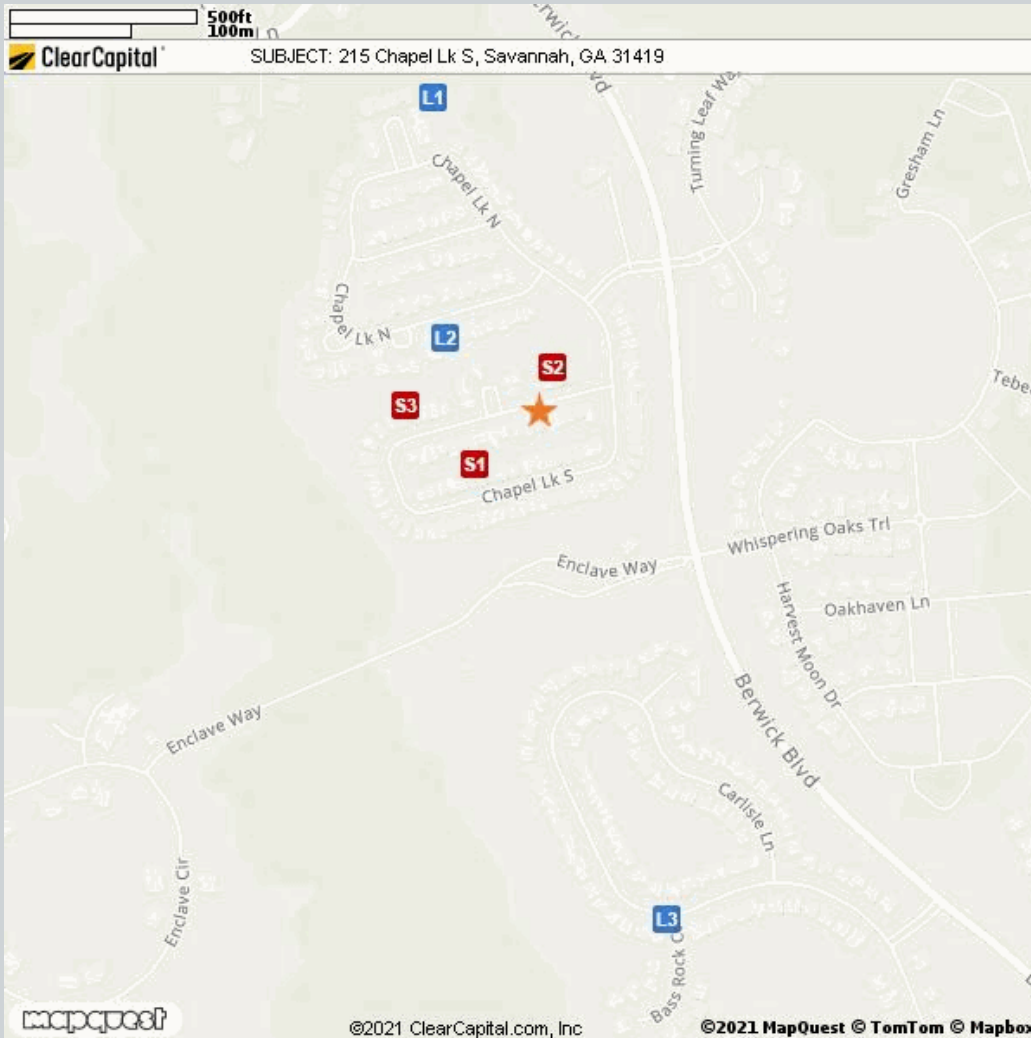 500ft
100m
ClearCapital
SUBJECT: 215 Chapel Lk S, Savannah, GA 31419
L1
Turning Leaf Way
Gresham Ln
Chapel Lk N
Chapel Lk N
L2
S2
S3
S1
Chapel Lk S
Whispering Oaks Trl
Enclave Way
Oakhaven Ln
Harvest Moon Dr
Berwick Blvd
Enclave Way
Carlisle Ln
Enclave Cir
L3
Bass Rock C
mapquest
©2021 ClearCapital.com, Inc
©2021 MapQuest © TomTom © Mapbox